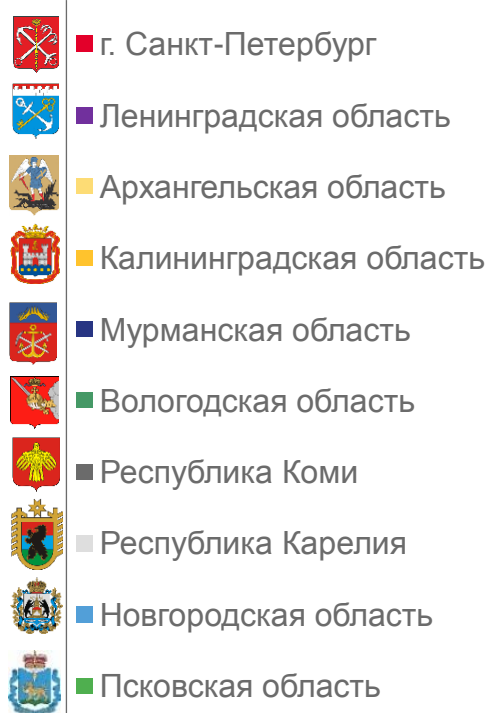 г. Санкт-Петербург
Ленинградская область
Архангельская область
Калининградская область
Мурманская область
Вологодская область
Республика Коми
Республика Карелия
Новгородская область
Псковская область